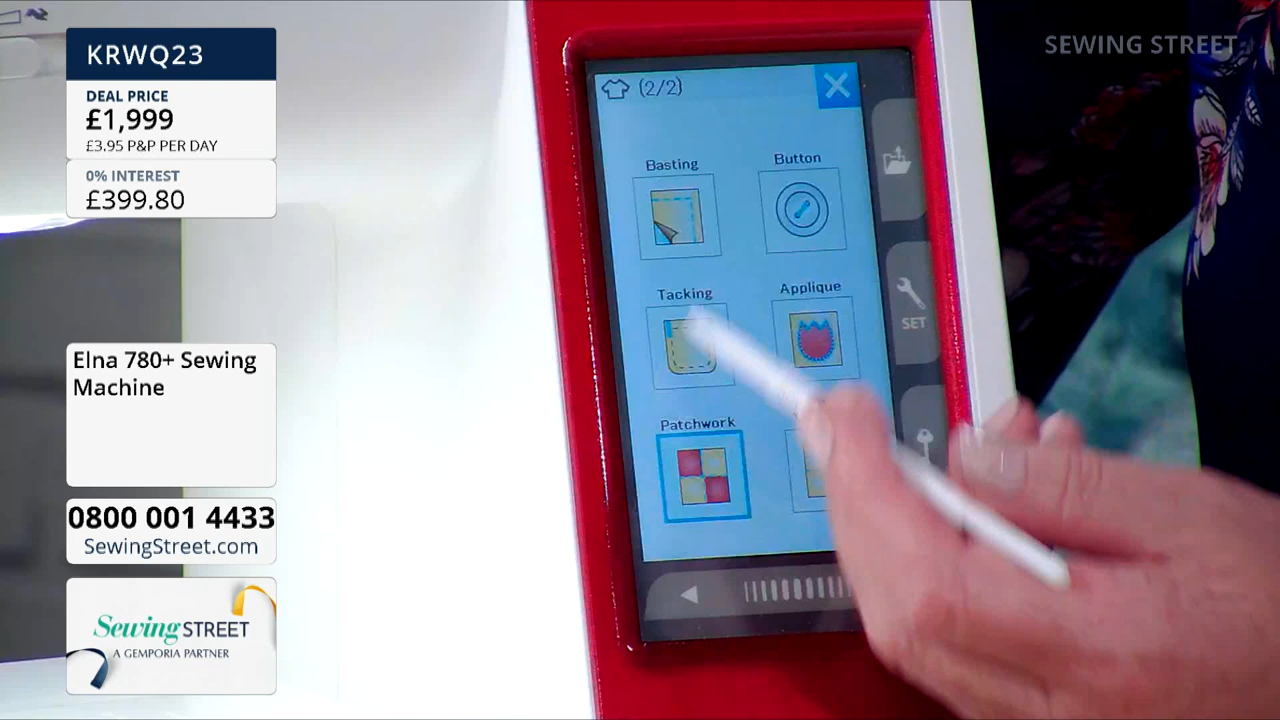 KRWQ23
DEAL PRICE
£1,999
£3.95 P&P PER DAY
0% INTEREST
£399.80
Elna 780+ Sewing
Machine
0800 001 4433
SewingStreet.com
Sewing STREET
A GEMPORIA PARTNER
SEWING STREET
(2/2)
Basting
Button
Tacking
Applique
Patchwork
SET